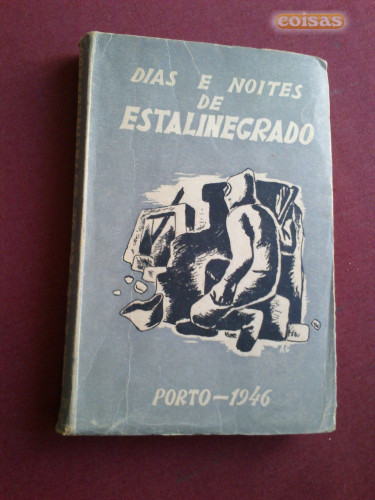 coisas
DIAS E NOITES
DE
ESTALINEGRADO
PORTO-1946